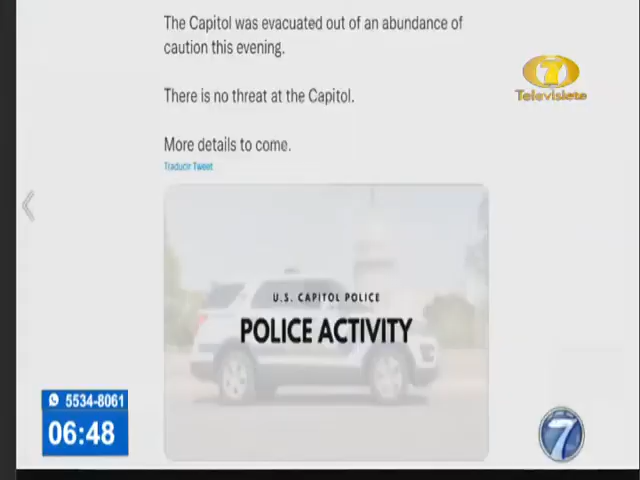 The Capitol was evacuated out of an abundance of
caution this evening.
There is no threat at the Capitol.
More details to come.
Traducir Tweet
7
Televisiete
U.S. CAPITOL POLICE
POLICE ACTIVITY
5534-8061
06:48
7